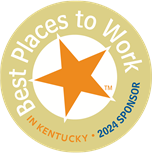 Best Places to Work
IN KENTUCKY • 2024 SPONSOR
TM